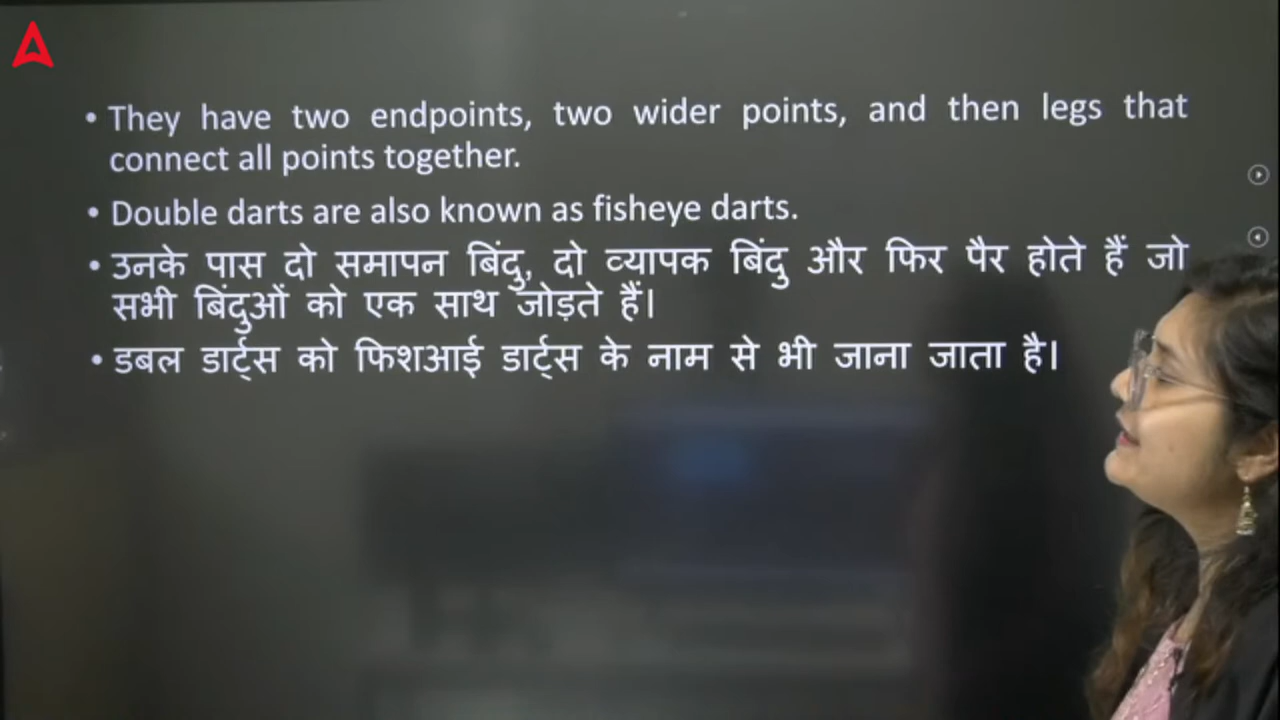 • They have two endpoints, two wider points, and then legs that
connect all points together.
• Double darts are also known as fisheye darts.
• उनके पास दो समापन बिंदु, दो व्यापक बिंदु और फिर पैर होते हैं जो
सभी बिंदुओं को एक साथ जोड़ते हैं।
• डबल डार्ट्स को फिशआई डार्ट्स के नाम से भी जाना जाता है।